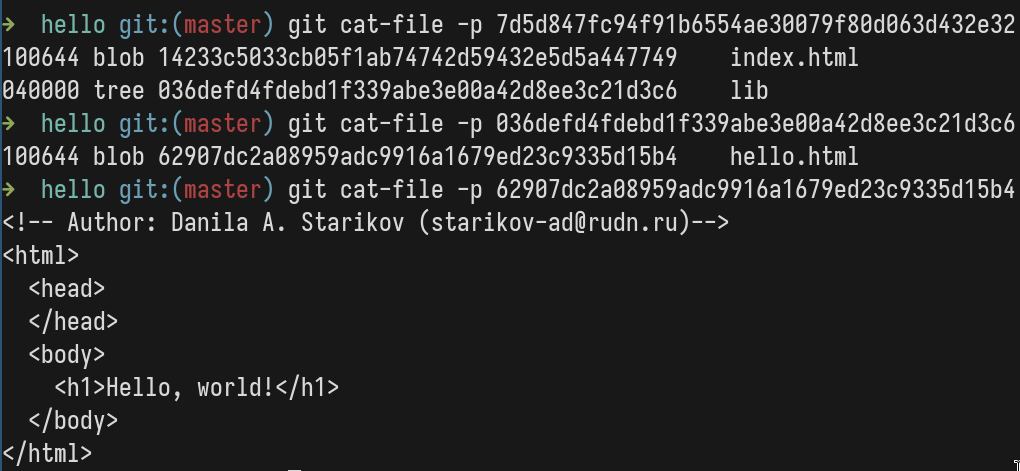 →  hello git:(master) git cat-file -p 7d5d847fc94f91b6554ae30079f80d063d432e32
100644 blob 14233c5033cb05f1ab74742d59432e5d5a447749    index.html
040000 tree 036defd4fdebd1f339abe3e00a42d8ee3c21d3c6    lib
→  hello git:(master) git cat-file -p 036defd4fdebd1f339abe3e00a42d8ee3c21d3c6
100644 blob 62907dc2a08959adc9916a1679ed23c9335d15b4    hello.html
→  hello git:(master) git cat-file -p 62907dc2a08959adc9916a1679ed23c9335d15b4
<!-- Author: Danila A. Starikov (starikov-ad@rudn.ru)-->
<html>
  <head>
  </head>
  <body>
    <h1>Hello, world!</h1>
  </body>
</html>